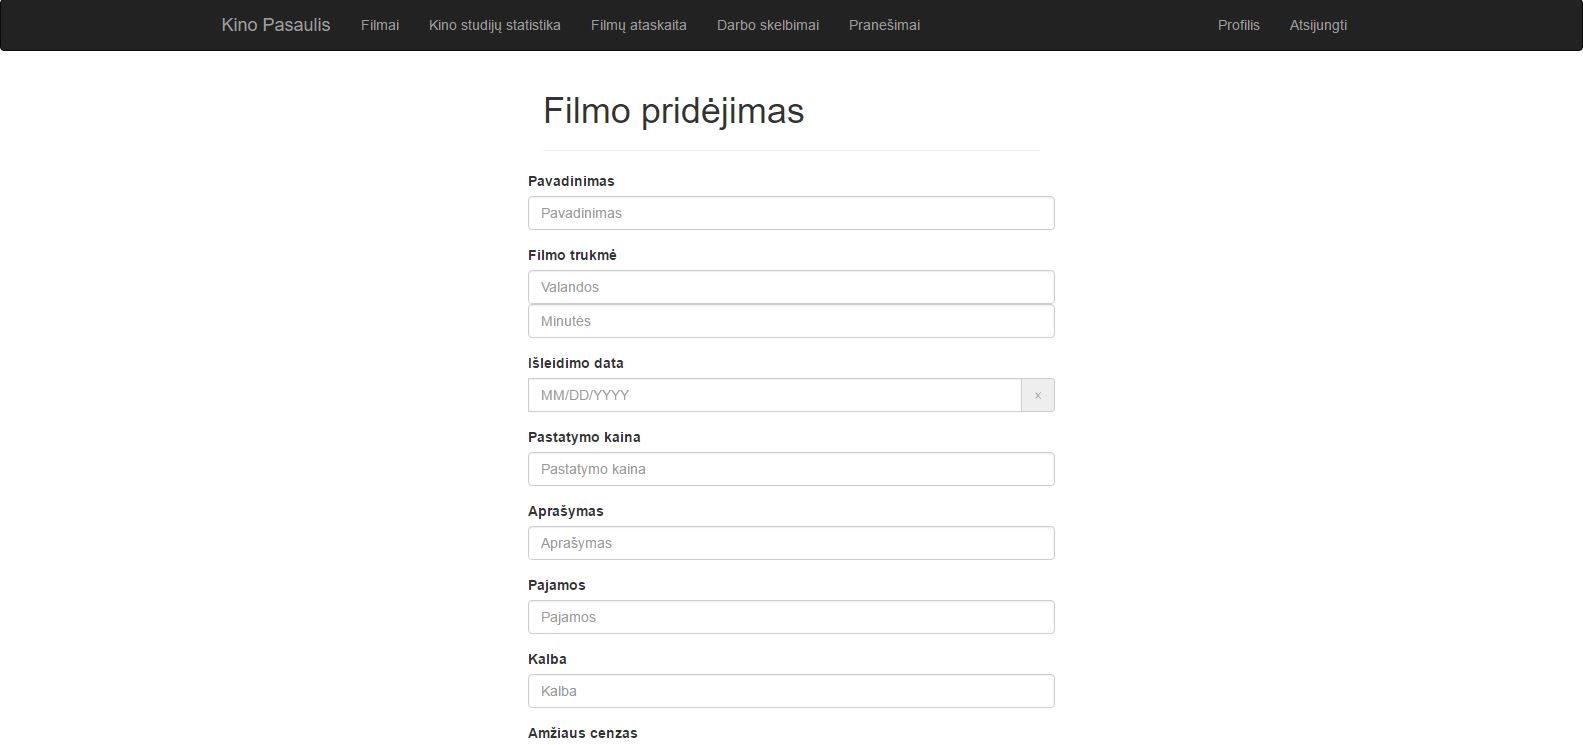 Kino Pasaulis Filmai Kino studijų statistika Filmų ataskaita Darbo skelbimai Pranešimai Profilis Atsijungti
Filmo pridėjimas
Pavadinimas
Pavadinimas
Filmo trukmė
Valandos
Minutės
Išleidimo data
MM/DD/YYYY x
Pastatymo kaina
Pastatymo kaina
Aprašymas
Aprašymas
Pajamos
Pajamos
Kalba
Kalba
Amžiaus cenzas